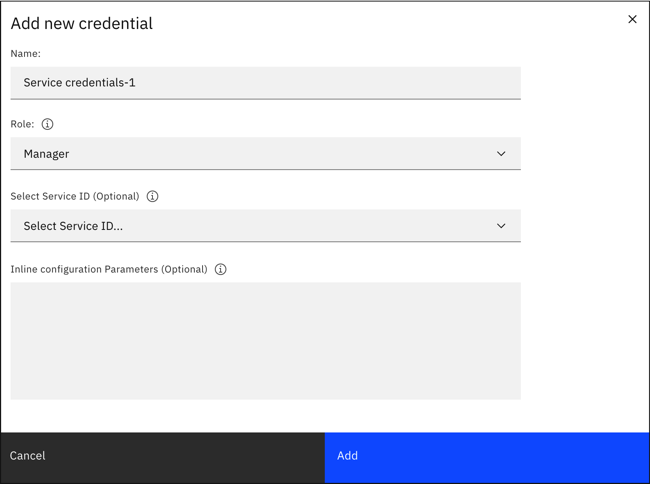 Add new credential
Name:
Service credentials-1
Role:
Manager
Select Service ID (Optional)
Select Service ID...
Inline configuration Parameters (Optional)
Cancel
Add